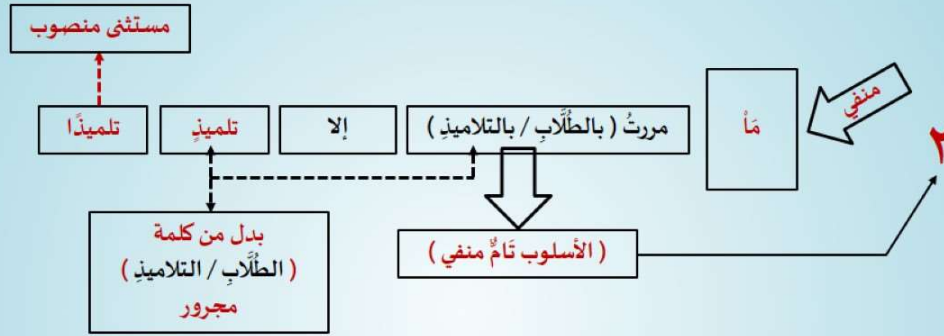 مستثنى منصوب
منفي
مَاْ
مررتُ ( بالطُلَّابِ / بالتلاميذِ )
إلا
تلميذٍ
تلميذًا
٢
( الأسلوب تَامٌّ منفي )
بدل من كلمة
( الطُلَّابِ / التلاميذِ )
مجرور